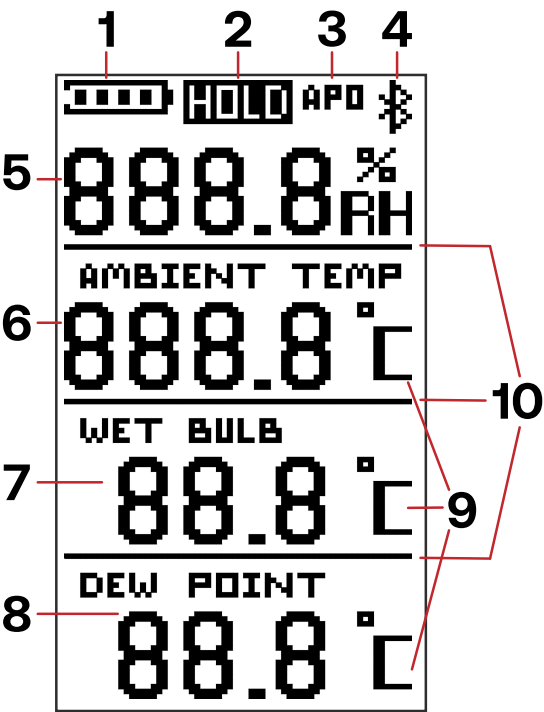 1 2 3 4
HOLD APO
5 888.8 % RH
AMBIENT TEMP
6 888.8 °C
10
WET BULB
7 88.8 °C
9
DEW POINT
8 88.8 °C